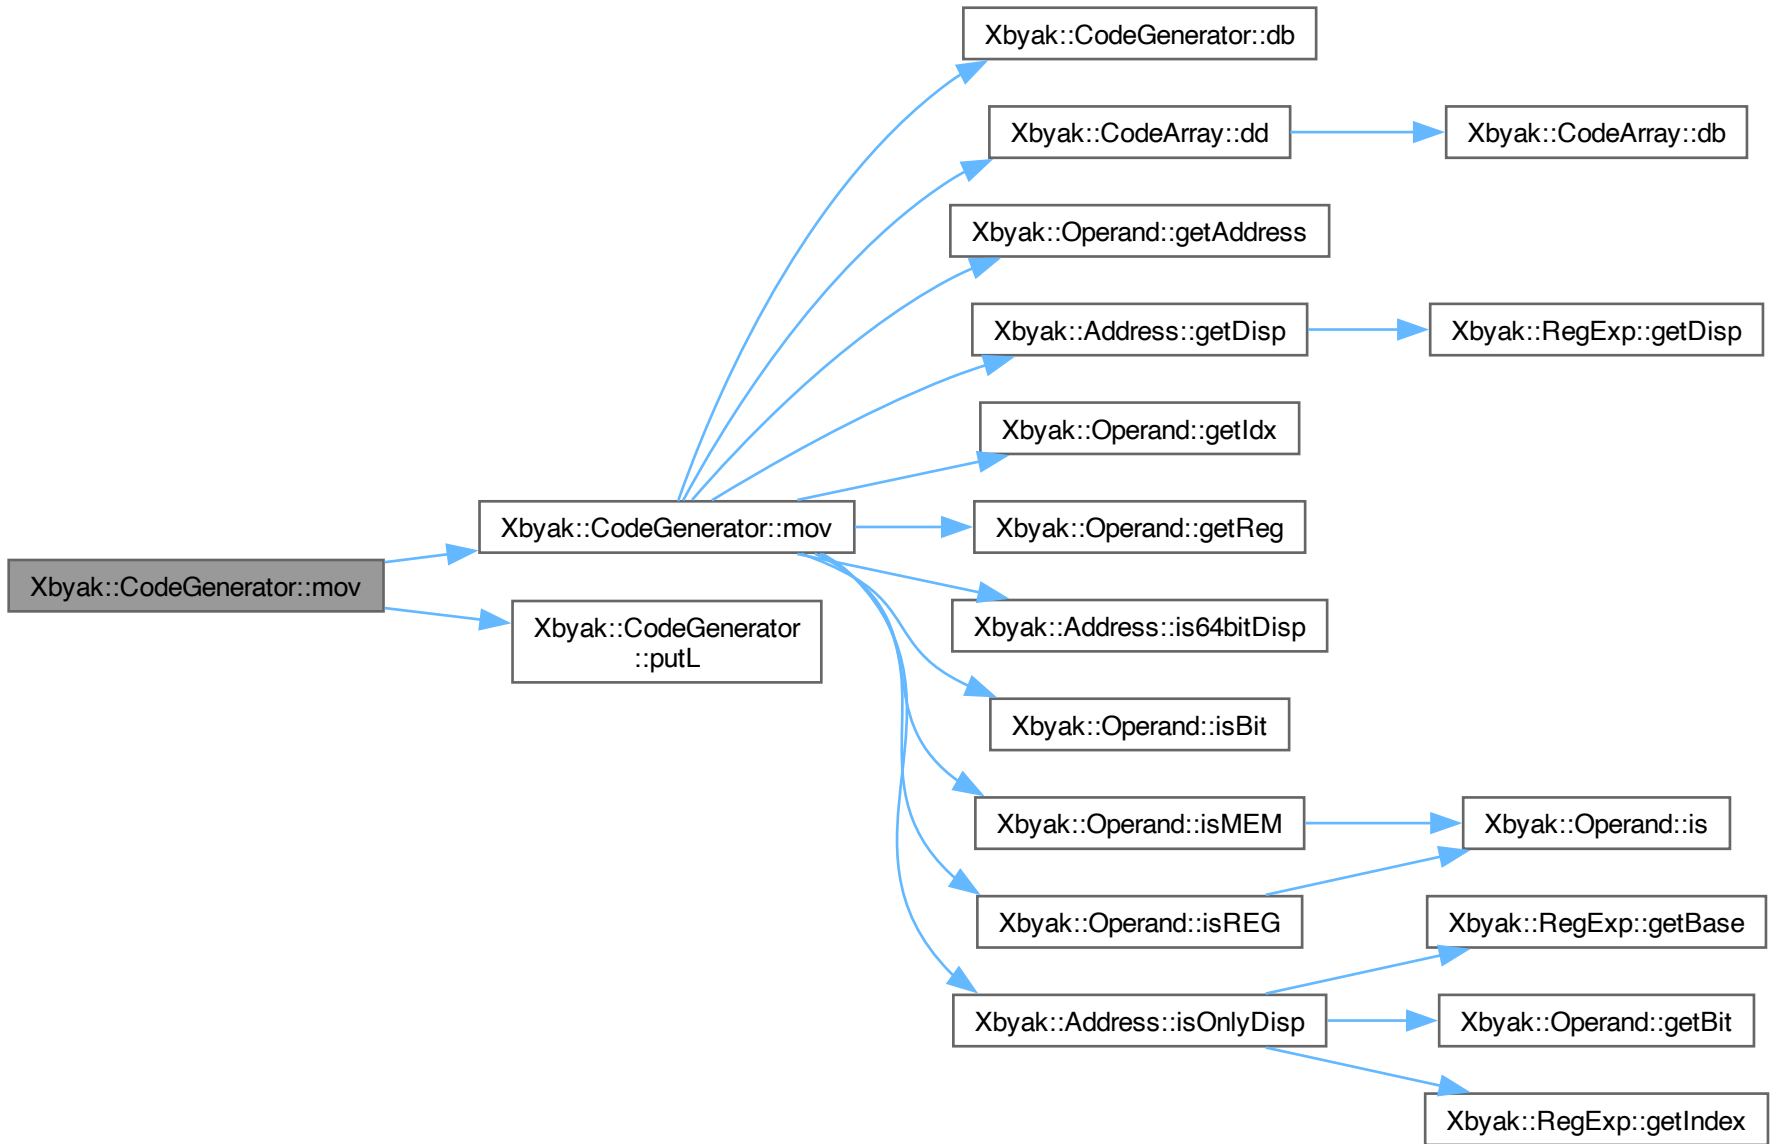 Xbyak::CodeGenerator::db
Xbyak::CodeArray::dd
Xbyak::CodeArray::db
Xbyak::Operand::getAddress
Xbyak::Address::getDisp
Xbyak::RegExp::getDisp
Xbyak::Operand::getIdx
Xbyak::CodeGenerator::mov
Xbyak::Operand::getReg
Xbyak::CodeGenerator::mov
Xbyak::CodeGenerator
::putL
Xbyak::Address::is64bitDisp
Xbyak::Operand::isBit
Xbyak::Operand::isMEM
Xbyak::Operand::is
Xbyak::Operand::isREG
Xbyak::RegExp::getBase
Xbyak::Address::isOnlyDisp
Xbyak::Operand::getBit
Xbyak::RegExp::getIndex